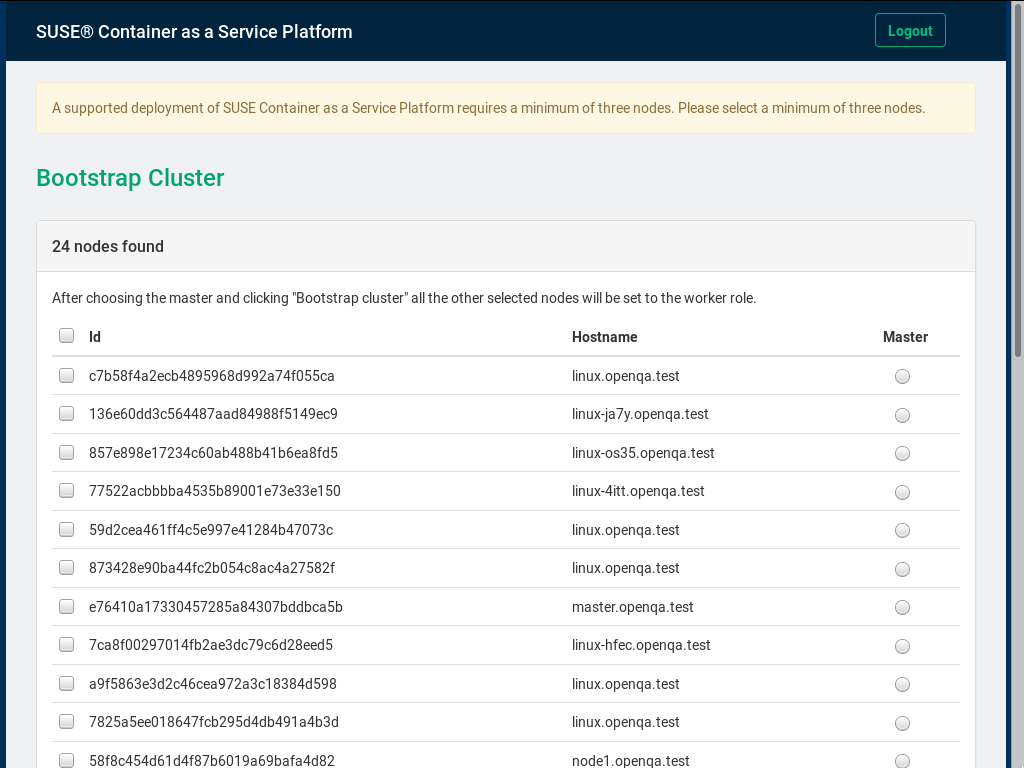 SUSE® Container as a Service Platform
Logout
A supported deployment of SUSE Container as a Service Platform requires a minimum of three nodes. Please select a minimum of three nodes.
Bootstrap Cluster
24 nodes found
After choosing the master and clicking "Bootstrap cluster" all the other selected nodes will be set to the worker role.
Id Hostname Master
c7b58f4a2ecb4895968d992a74f055ca linux.openqa.test
136e60dd3c564487aad84988f5149ec9 linux-ja7y.openqa.test
857e898e17234c60ab488b41b6ea8fd5 linux-os35.openqa.test
77522acbbbba4535b89001e73e33e150 linux-4itt.openqa.test
59d2cea461ff4c5e997e41284b47073c linux.openqa.test
873428e90ba44fc2b054c8ac4a27582f linux.openqa.test
e76410a17330457285a84307bddbca5b master.openqa.test
7ca8f00297014fb2ae3dc79c6d28eed5 linux-hfec.openqa.test
a9f5863e3d2c46cea972a3c18384d598 linux.openqa.test
7825a5ee018647fcb295d4db491a4b3d linux.openqa.test
58f8c454d61d4f87b6019a69bafa4d82 node1.openqa.test